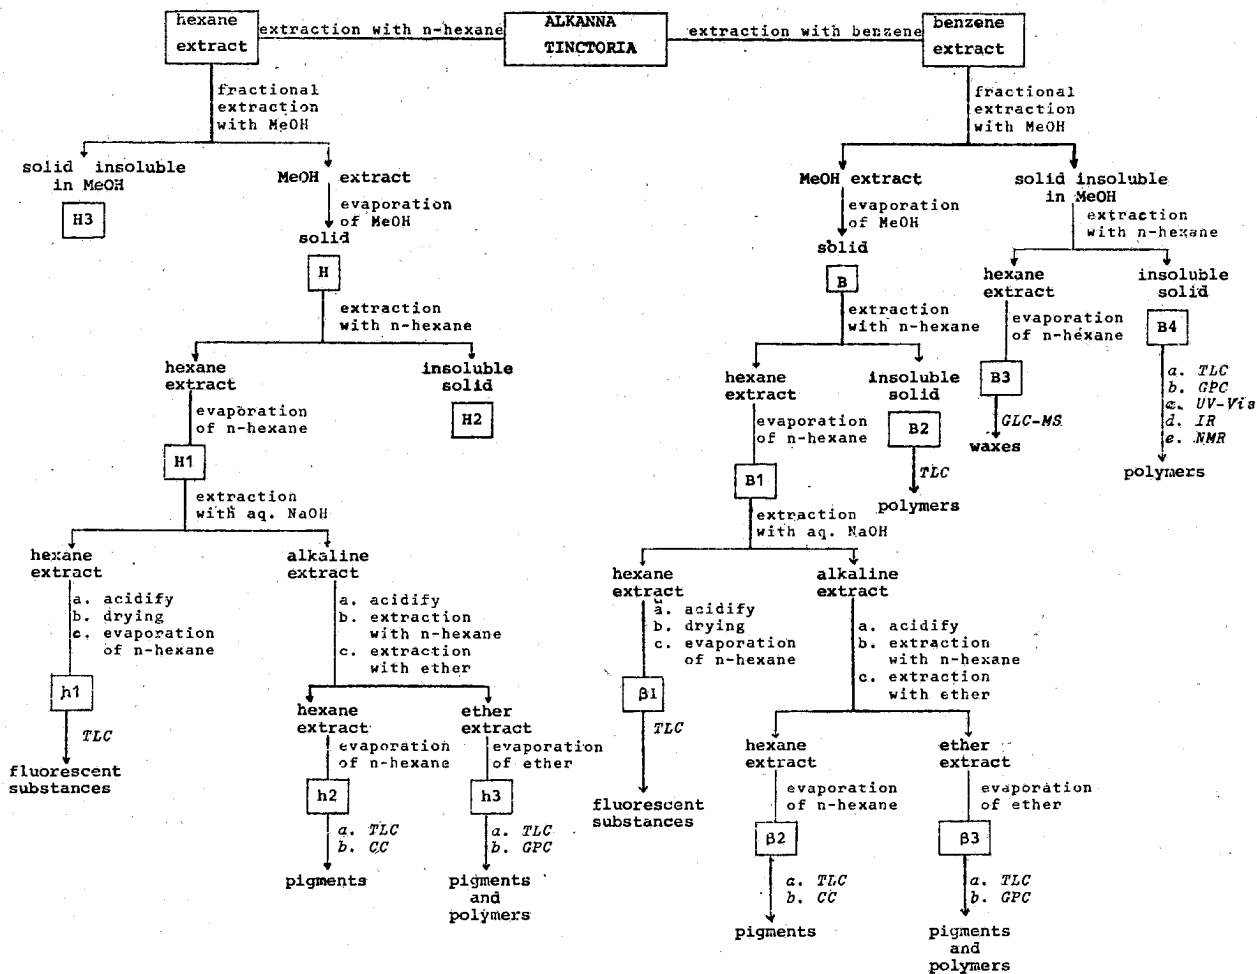 hexane
extract
extraction with n-hexane
ALKANNA
TINCTORIA
extraction with benzene
benzene
extract
fractional
extraction
with MeOH
solid insoluble
in MeOH
H3
MeOH extract
evaporation
of MeOH
solid
H
extraction
with n-hexane
hexane
extract
insoluble
solid
H2
evaporation
of n-hexane
H1
extraction
with aq. NaOH
hexane
extract
a. acidify
b. drying
c. evaporation
of n-hexane
h1
TLC
fluorescent
substances
alkaline
extract
a. acidify
b. extraction
with n-hexane
c. extraction
with ether
hexane
extract
evaporation
of n-hexane
h2
a. TLC
b. CC
pigments
ether
extract
evaporation
of ether
h3
a. TLC
b. GPC
pigments
and
polymers
fractional
extraction
with MeOH
MeOH extract
evaporation
of MeOH
solid
B
extraction
with n-hexane
solid insoluble
in MeOH
extraction
with n-hexane
hexane
extract
evaporation
of n-hexane
B3
GLC-MS
waxes
insoluble
solid
B4
a. TLC
b. GPC
c. UV-Vis
d. IR
e. NMR
polymers
hexane
extract
evaporation
of n-hexane
B1
insoluble
solid
B2
TLC
polymers
extraction
with aq. NaOH
hexane
extract
a. acidify
b. drying
c. evaporation
of n-hexane
β1
TLC
fluorescent
substances
alkaline
extract
a. acidify
b. extraction
with n-hexane
c. extraction
with ether
hexane
extract
evaporation
of n-hexane
β2
a. TLC
b. CC
pigments
ether
extract
evaporation
of ether
β3
a. TLC
b. GPC
pigments
and
polymers